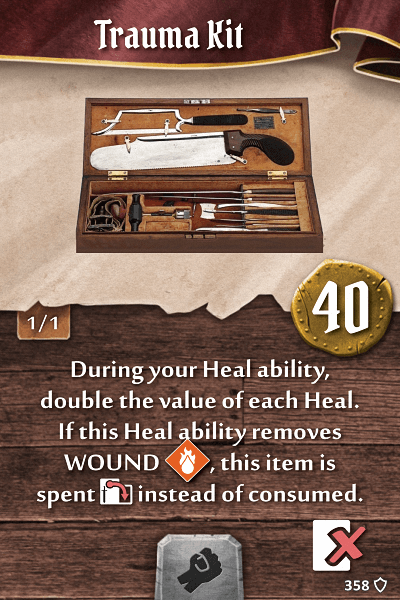 Trauma Kit
1/1
40
During your Heal ability,
double the value of each Heal.
If this Heal ability removes
WOUND , this item is
spent instead of consumed.
358